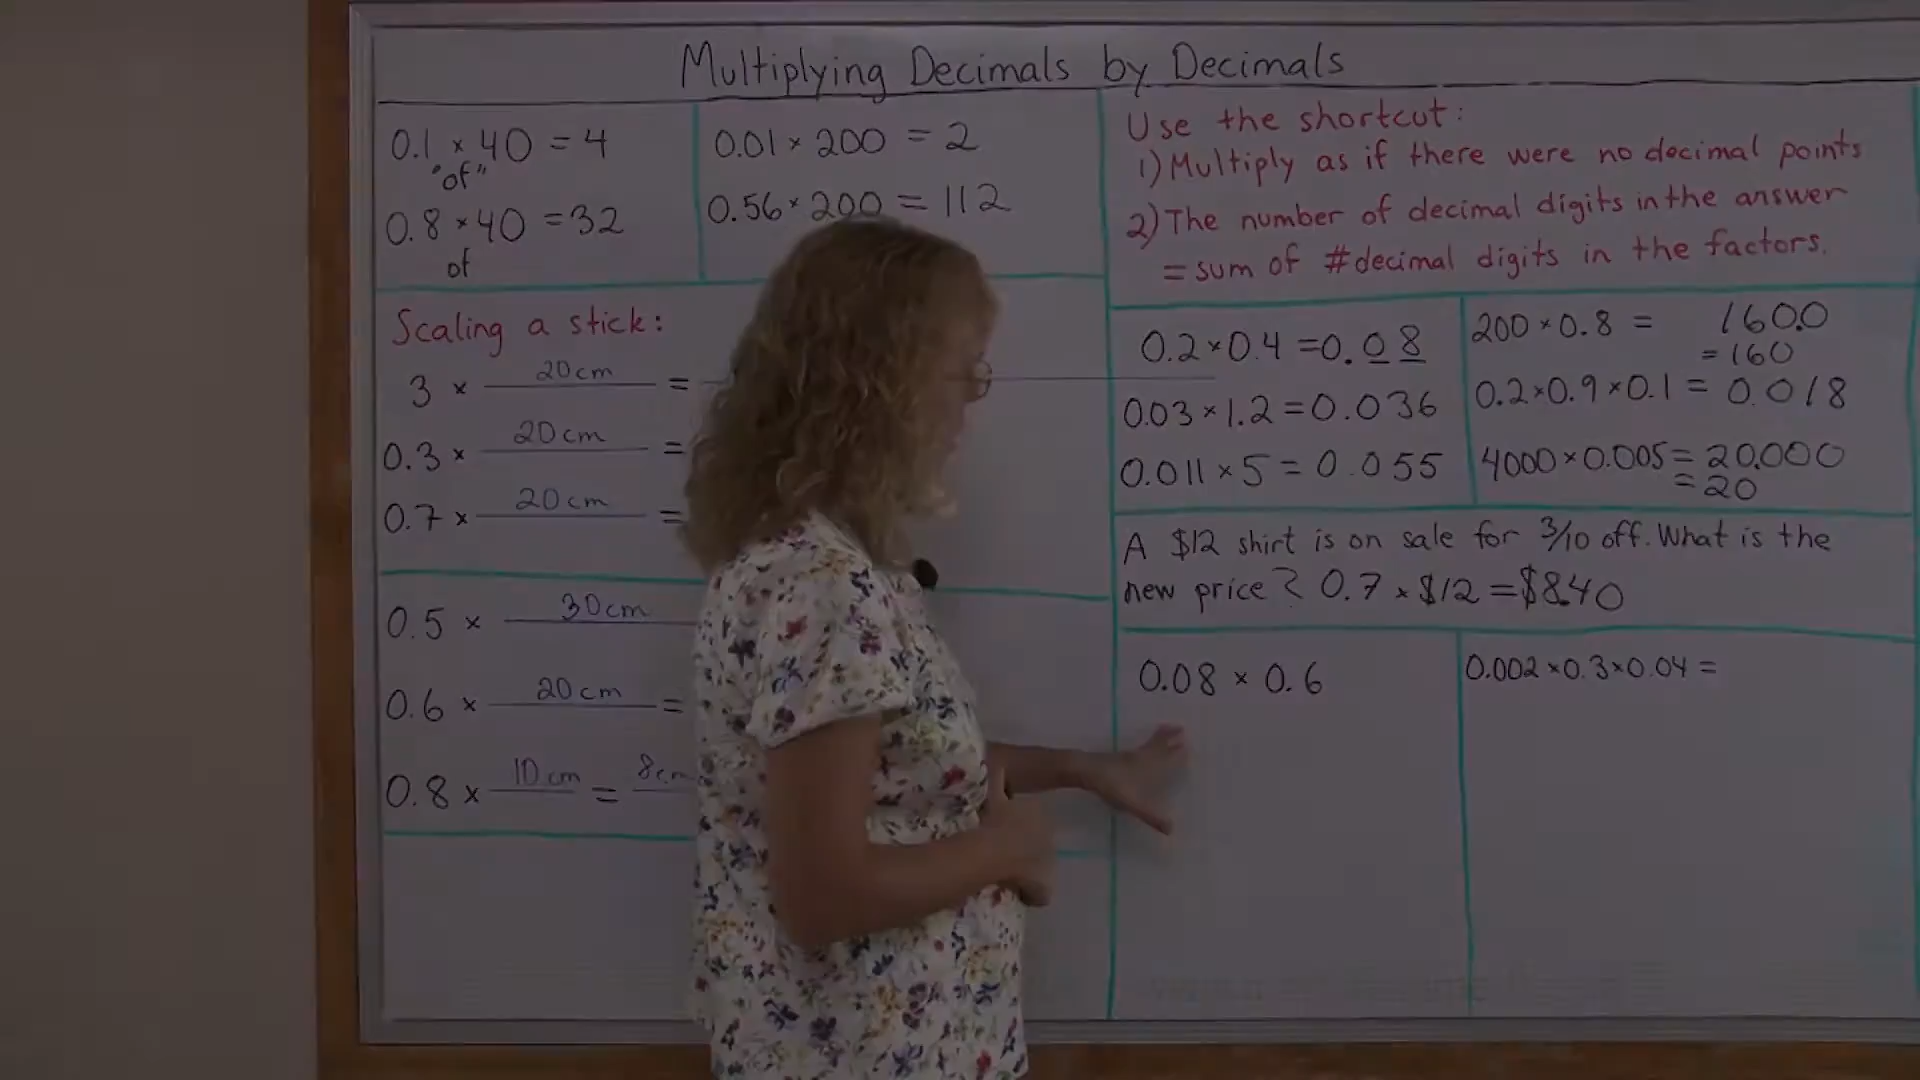 Multiplying Decimals by Decimals
0.1 × 40 = 4
"of"
0.8 × 40 = 32
of
0.01 × 200 = 2
0.56 × 200 = 112
Scaling a stick:
3 × 20cm =
0.3 × 20cm =
0.7 × 20cm =
0.5 × 30cm
0.6 × 20cm =
0.8 × 10cm = 8cm
Use the shortcut:
1) Multiply as if there were no decimal points
2) The number of decimal digits in the answer
= sum of # decimal digits in the factors.
0.2 × 0.4 = 0.08
0.03 × 1.2 = 0.036
0.011 × 5 = 0.055
200 × 0.8 = 160.0
= 160
0.2 × 0.9 × 0.1 = 0.018
4000 × 0.005 = 20.000
= 20
A $12 shirt is on sale for 3/10 off. What is the
new price? 0.7 × $12 = $8.40
0.08 × 0.6
0.002 × 0.3 × 0.04 =